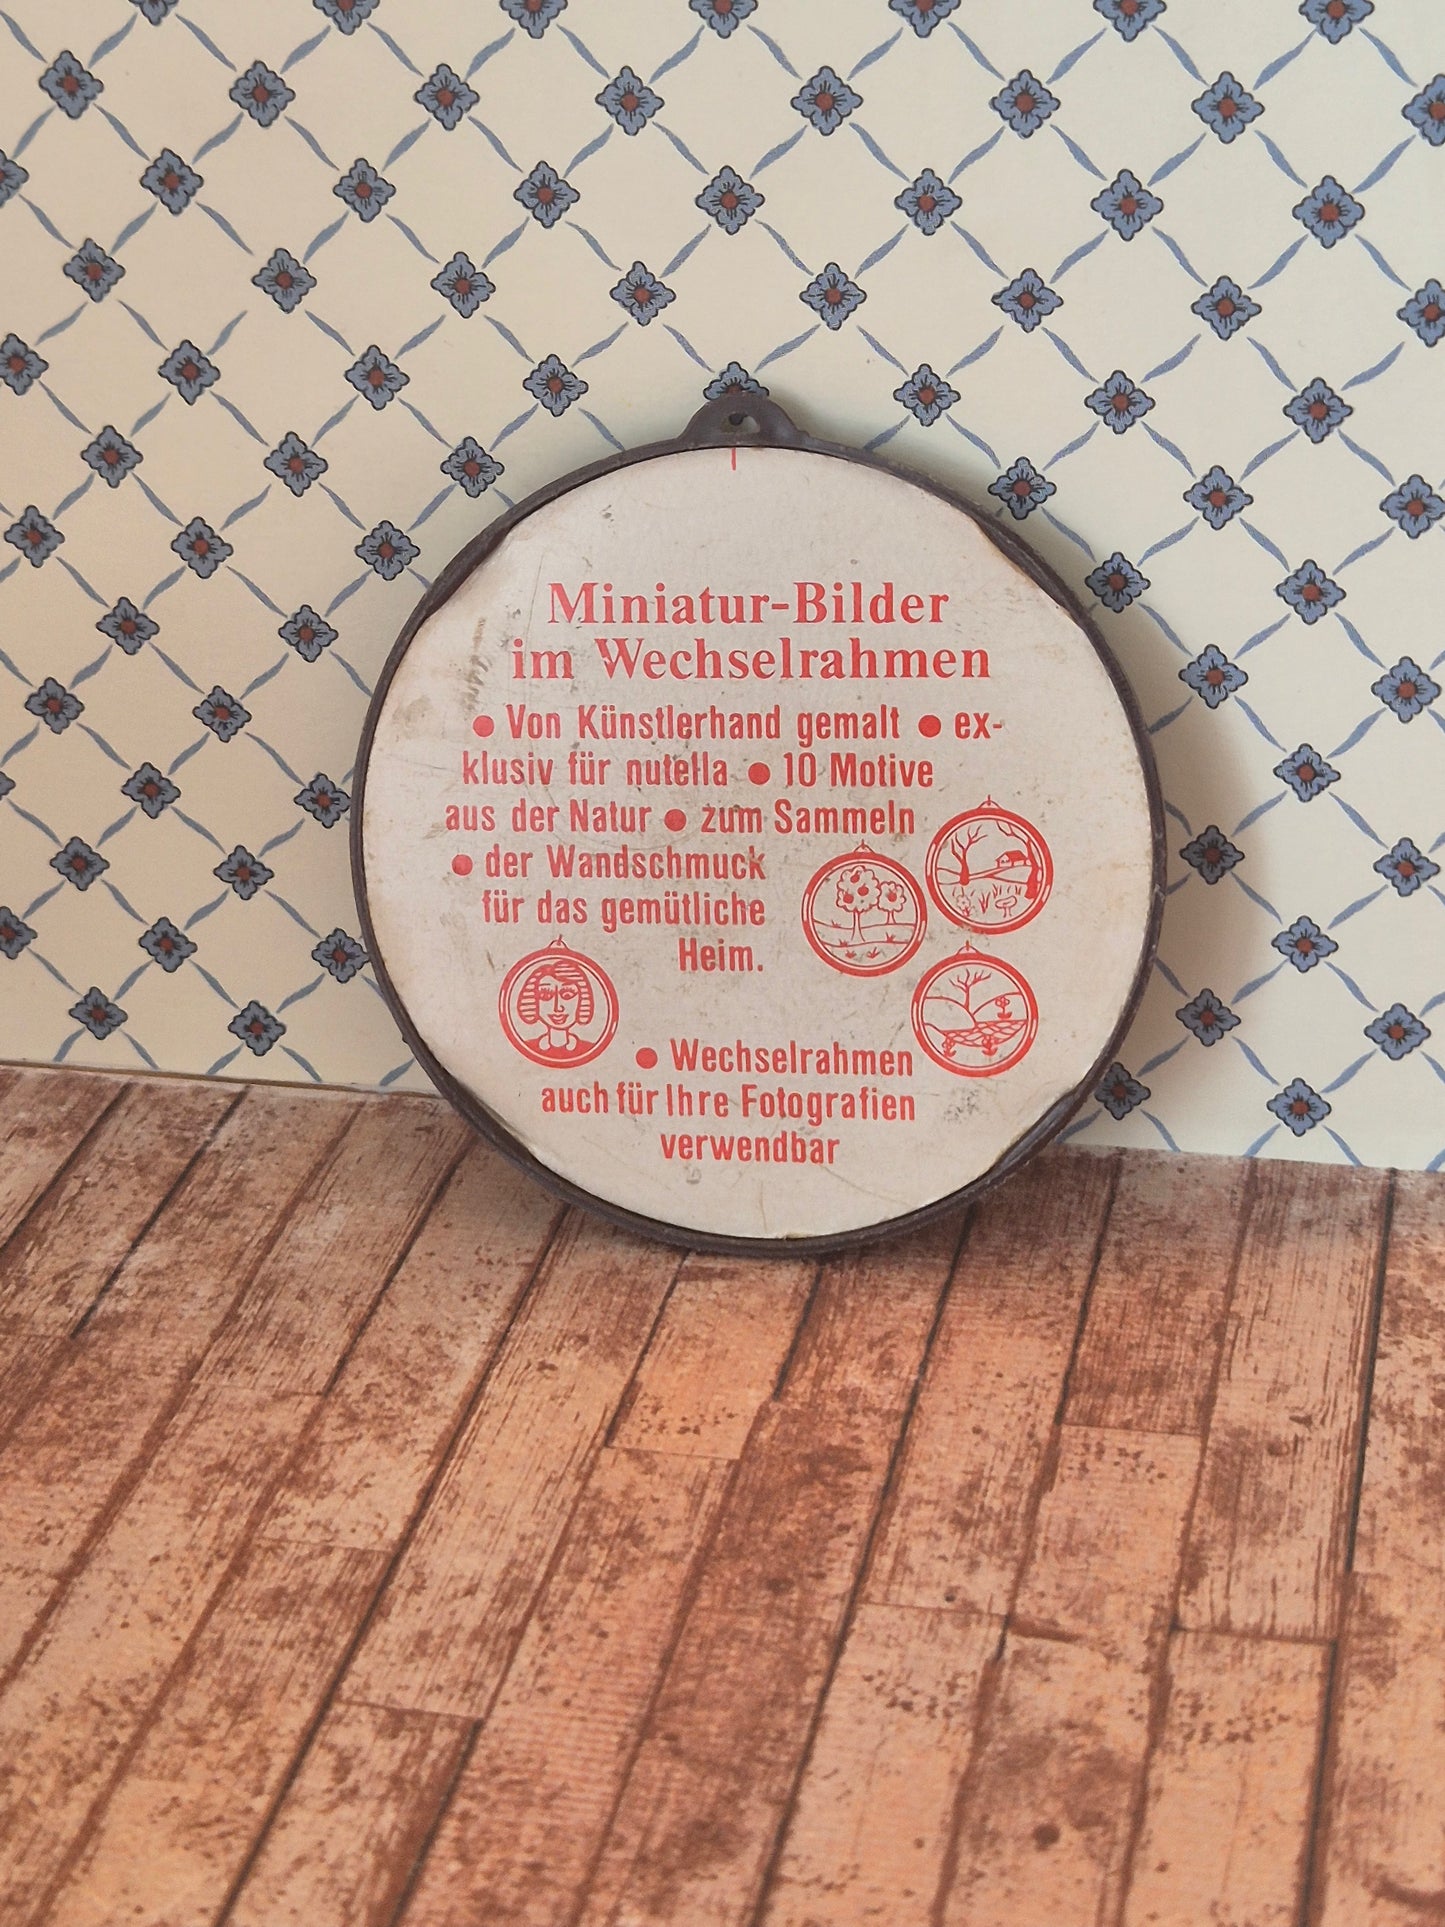 Miniatur-Bilder
im Wechselrahmen
● Von Künstlerhand gemalt ● ex-
klusiv für nutella ● 10 Motive
aus der Natur ● zum Sammeln
● der Wandschmuck
für das gemütliche
Heim.
● Wechselrahmen
auch für Ihre Fotografien
verwendbar